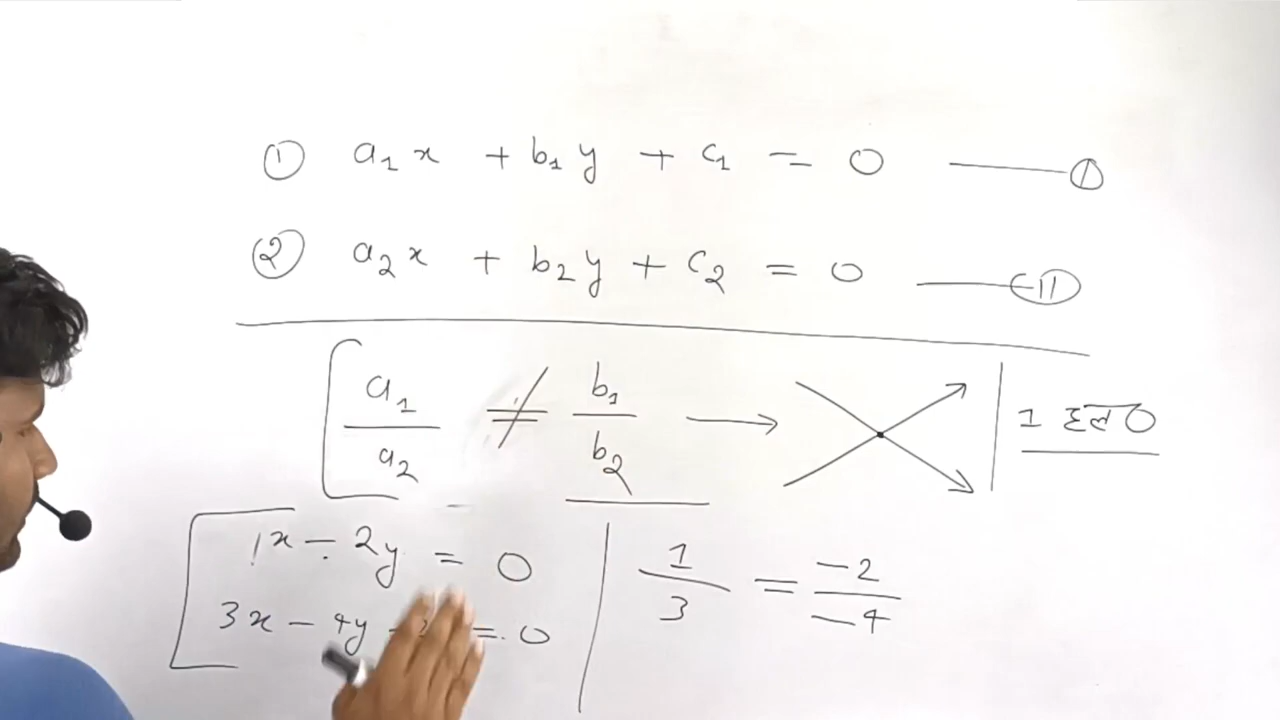 ① a₁x + b₁y + c₁ = 0 — Ⓘ
② a₂x + b₂y + c₂ = 0 — ⒾⒾ
a₁/a₂ ≠ b₁/b₂ → 1 हल 0
1x - 2y = 0 | 1/3 = -2/-4
3x - 4y = 0